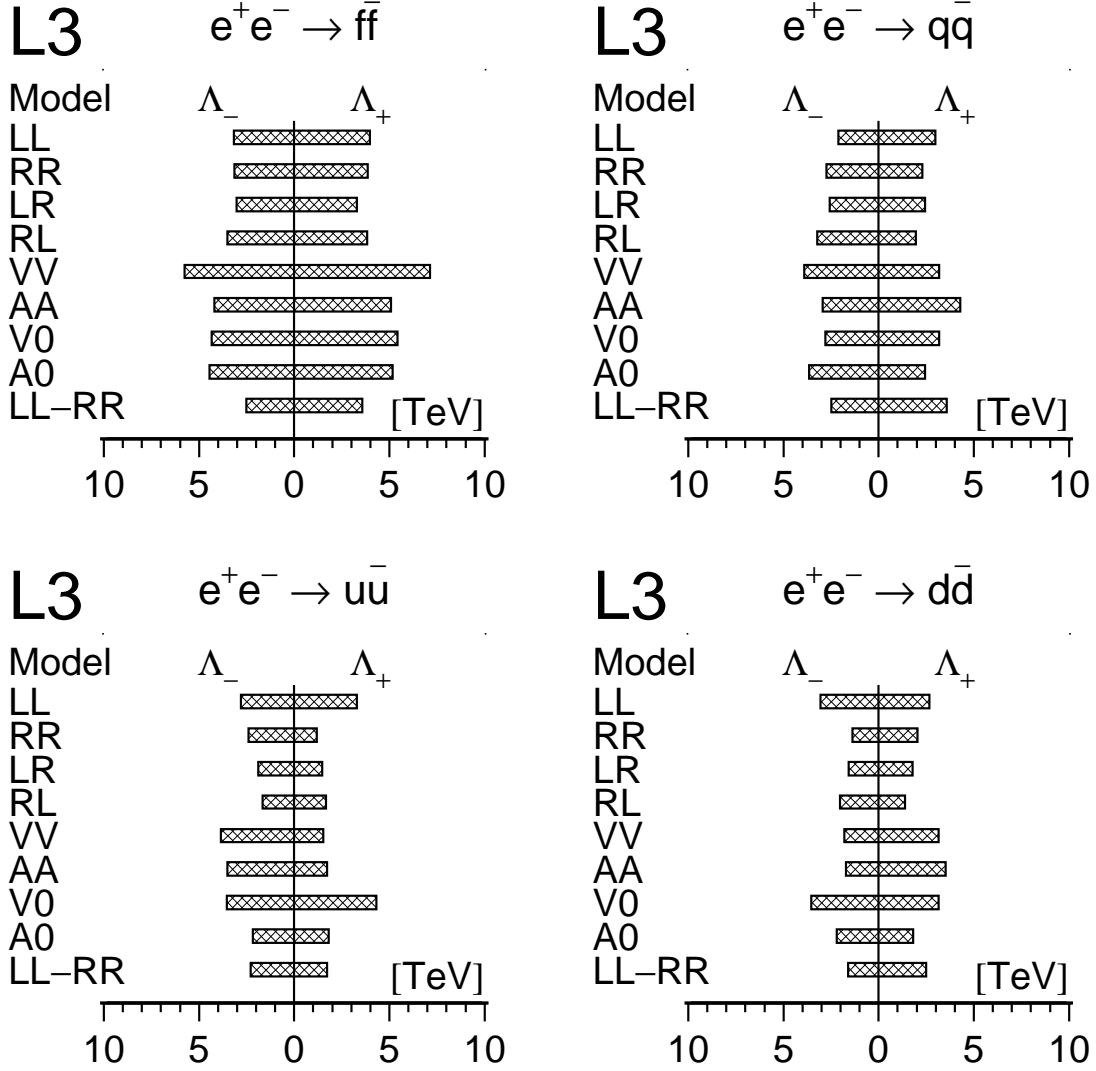 L3 e⁺e⁻ → ff̄
Model Λ₋ Λ₊
LL
RR
LR
RL
VV
AA
V0
A0
LL−RR [TeV]
10 5 0 5 10
L3 e⁺e⁻ → qq̄
Model Λ₋ Λ₊
LL
RR
LR
RL
VV
AA
V0
A0
LL−RR [TeV]
10 5 0 5 10
L3 e⁺e⁻ → uū
Model Λ₋ Λ₊
LL
RR
LR
RL
VV
AA
V0
A0
LL−RR [TeV]
10 5 0 5 10
L3 e⁺e⁻ → dd̄
Model Λ₋ Λ₊
LL
RR
LR
RL
VV
AA
V0
A0
LL−RR [TeV]
10 5 0 5 10